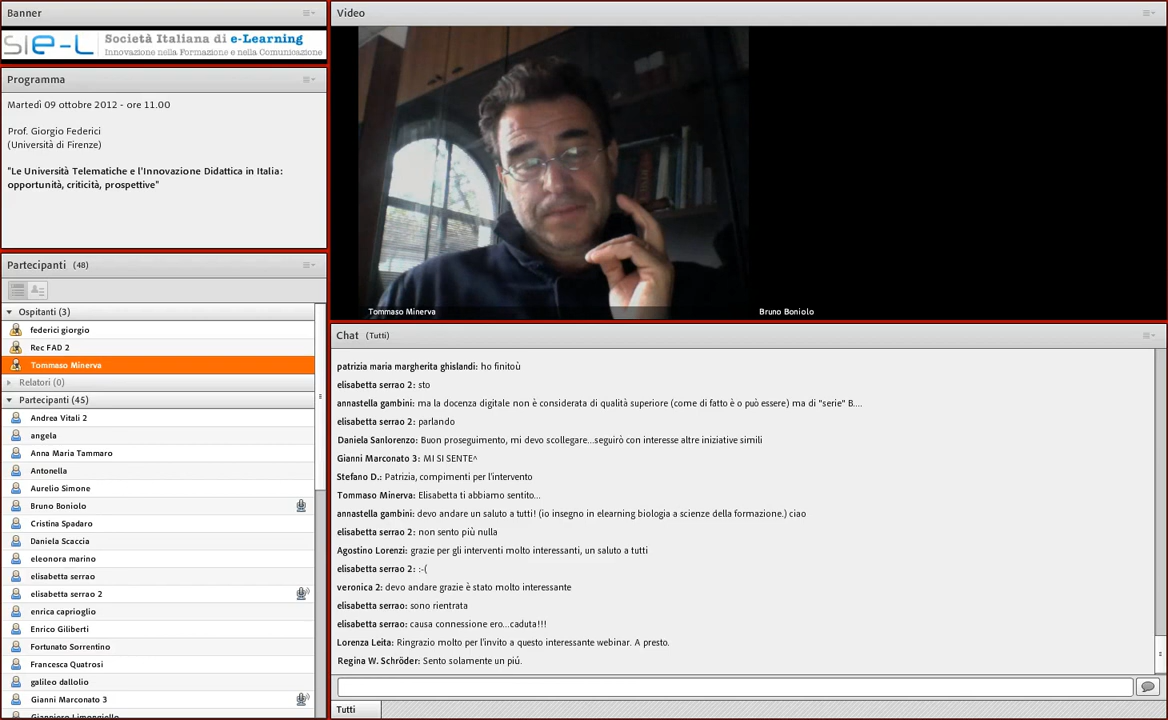 Banner
SIe-L Società Italiana di e-Learning
Innovazione nella Formazione e nella Comunicazione
Programma
Martedì 09 ottobre 2012 - ore 11.00
Prof. Giorgio Federici
(Università di Firenze)
"Le Università Telematiche e l'Innovazione Didattica in Italia:
opportunità, criticità, prospettive"
Partecipanti (48)
Ospitanti (3)
federici giorgio
Rec FAD 2
Tommaso Minerva
Relatori (0)
Partecipanti (45)
Andrea Vitali 2
angela
Anna Maria Tammaro
Antonella
Aurelio Simone
Bruno Boniolo
Cristina Spadaro
Daniela Scaccia
eleonora marino
elisabetta serrao
elisabetta serrao 2
enrica caprioglio
Enrico Giliberti
Fortunato Sorrentino
Francesca Quatrosi
galileo dallolio
Gianni Marconato 3
Gianpiero Limongiello
Video
Tommaso Minerva
Bruno Boniolo
Chat (Tutti)
patrizia maria margherita ghislandi: ho finitoù
elisabetta serrao 2: sto
annastella gambini: ma la docenza digitale non è considerata di qualità superiore (come di fatto è o può essere) ma di "serie" B....
elisabetta serrao 2: parlando
Daniela Sanlorenzo: Buon proseguimento, mi devo scollegare...seguirò con interesse altre iniziative simili
Gianni Marconato 3: MI SI SENTE^
Stefano D.: Patrizia, compimenti per l'intervento
Tommaso Minerva: Elisabetta ti abbiamo sentito...
annastella gambini: devo andare un saluto a tutti! (io insegno in elearning biologia a scienze della formazione.) ciao
elisabetta serrao 2: non sento più nulla
Agostino Lorenzi: grazie per gli interventi molto interessanti, un saluto a tutti
elisabetta serrao 2: :-(
veronica 2: devo andare grazie è stato molto interessante
elisabetta serrao: sono rientrata
elisabetta serrao: causa connessione ero...caduta!!!
Lorenza Leita: Ringrazio molto per l'invito a questo interessante webinar. A presto.
Regina W. Schröder: Sento solamente un piú.
Tutti